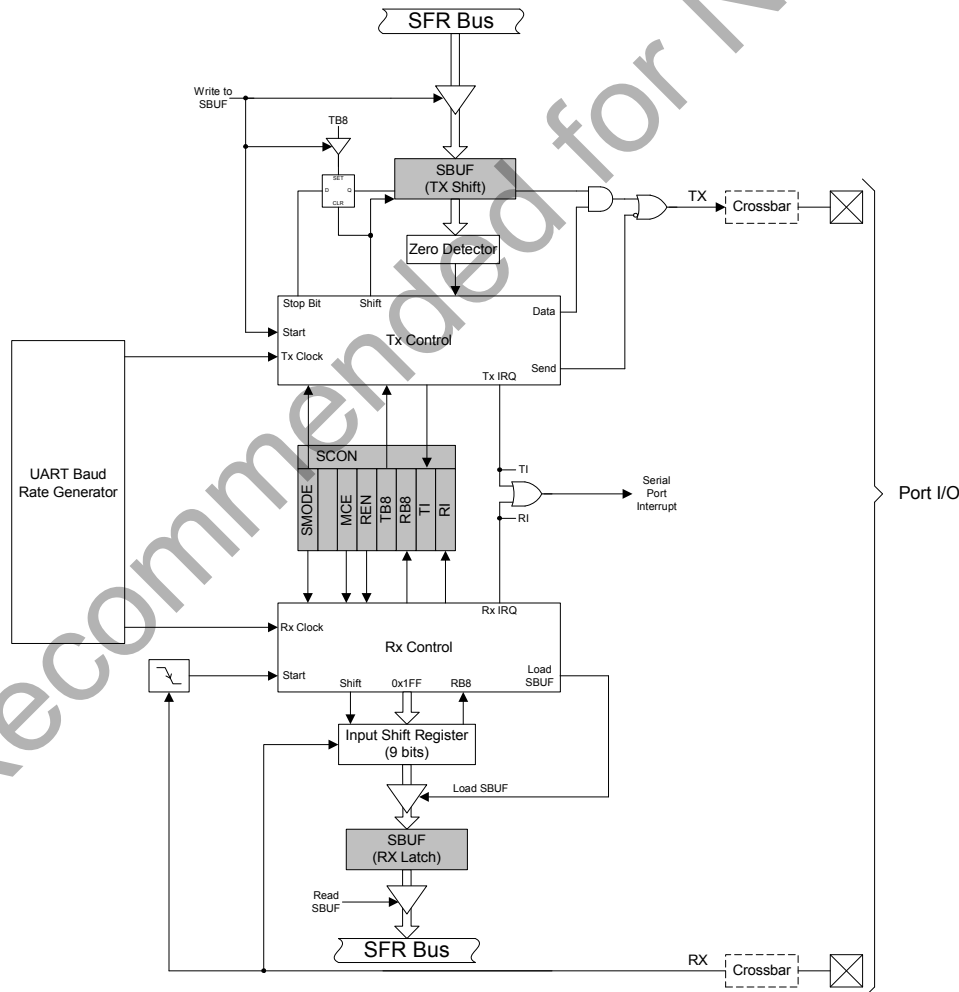 SFR Bus
Write to
SBUF
TB8
SET
D Q
CLR
SBUF
(TX Shift)
Zero Detector
TX
Crossbar
Stop Bit
Shift
Data
Start
Tx Control
Tx Clock
Send
Tx IRQ
UART Baud
Rate Generator
SCON
SMODE
MCE
REN
TB8
RB8
TI
RI
TI
Serial
Port
Interrupt
RI
Port I/O
Rx IRQ
Rx Clock
Rx Control
Start
Load
SBUF
Shift
0x1FF
RB8
Input Shift Register
(9 bits)
Load SBUF
SBUF
(RX Latch)
Read
SBUF
SFR Bus
RX
Crossbar
Recommended for N